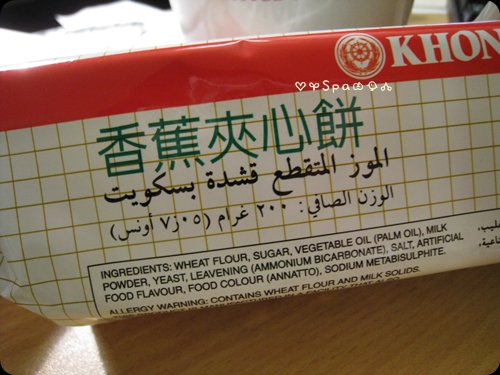 KHON
Spa
香蕉夾心餅
الموز المتقطع قشدة بسكويت
الوزن الصافي: ٢٠٠ غرام (٧ز٠٥ أونس)
INGREDIENTS: WHEAT FLOUR, SUGAR, VEGETABLE OIL (PALM OIL), MILK
POWDER, YEAST, LEAVENING (AMMONIUM BICARBONATE), SALT, ARTIFICIAL
FOOD FLAVOUR, FOOD COLOUR (ANNATTO), SODIUM METABISULPHITE.
ALLERGY WARNING: CONTAINS WHEAT FLOUR AND MILK SOLIDS.